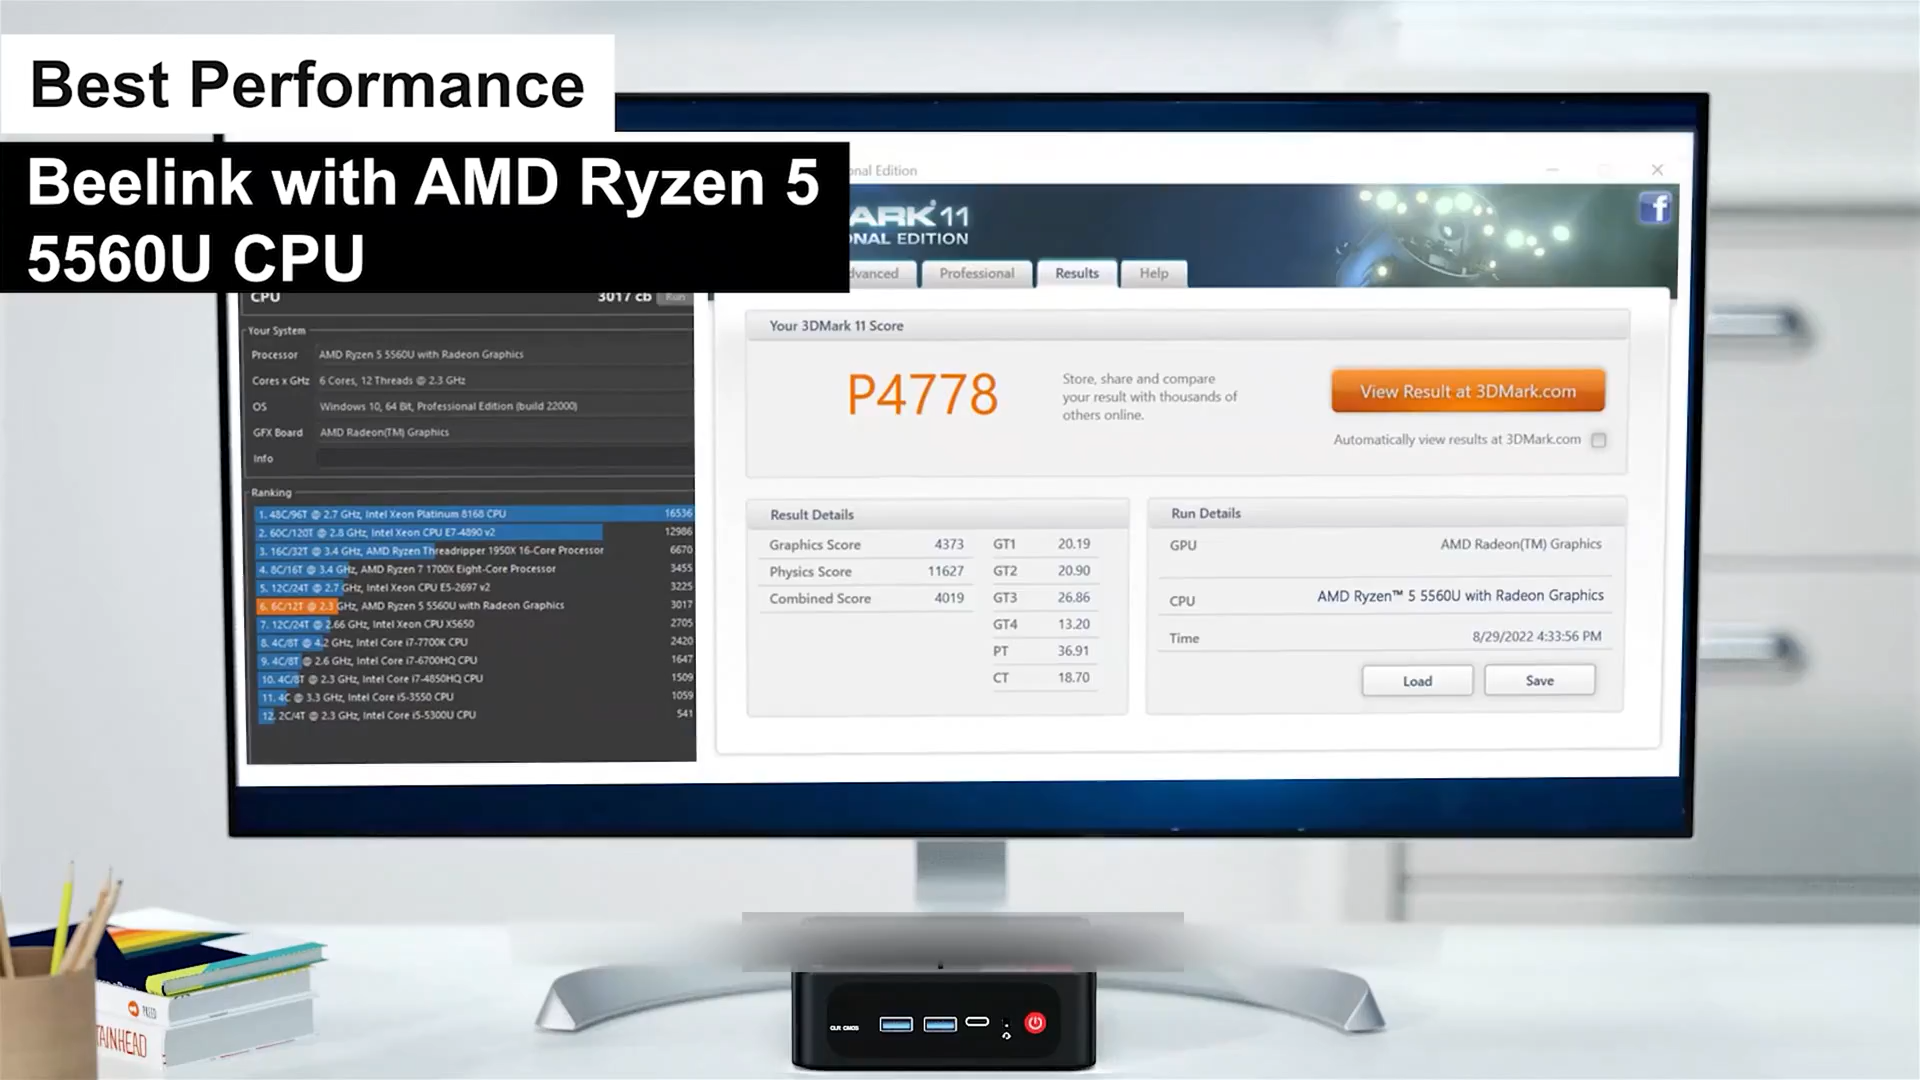 Best Performance
Beelink with AMD Ryzen 5
5560U CPU
onal Edition
ARK 11
ONAL EDITION
dvanced
Professional
Results
Help
CPU
3017 cb
Run
Your System
Processor
AMD Ryzen 5 5560U with Radeon Graphics
Cores x GHz
6 Cores, 12 Threads @ 2.3 GHz
OS
Windows 10, 64 Bit, Professional Edition (build 22000)
GFX Board
AMD Radeon(TM) Graphics
Info
Ranking
1. 48C/96T @ 2.7 GHz, Intel Xeon Platinum 8168 CPU 16536
2. 60C/120T @ 2.8 GHz, Intel Xeon CPU E7-4890 v2 12986
3. 16C/32T @ 3.4 GHz, AMD Ryzen Threadripper 1950X 16-Core Processor 6670
4. 8C/16T @ 3.4 GHz, AMD Ryzen 7 1700X Eight-Core Processor 3455
5. 12C/24T @ 2.7 GHz, Intel Xeon CPU E5-2697 v2 3225
6. 6C/12T @ 2.3 GHz, AMD Ryzen 5 5560U with Radeon Graphics 3017
7. 12C/24T @ 2.66 GHz, Intel Xeon CPU X5650 2705
8. 4C/8T @ 4.2 GHz, Intel Core i7-7700K CPU 2420
9. 4C/8T @ 2.6 GHz, Intel Core i7-6700HQ CPU 1647
10. 4C/8T @ 2.3 GHz, Intel Core i7-4850HQ CPU 1509
11. 4C @ 3.3 GHz, Intel Core i5-3550 CPU 1059
12. 2C/4T @ 2.3 GHz, Intel Core i5-5300U CPU 541
Your 3DMark 11 Score
P4778
Store, share and compare
your result with thousands of
others online.
View Result at 3DMark.com
Automatically view results at 3DMark.com
Result Details
Graphics Score 4373
Physics Score 11627
Combined Score 4019
GT1 20.19
GT2 20.90
GT3 26.86
GT4 13.20
PT 36.91
CT 18.70
Run Details
GPU AMD Radeon(TM) Graphics
CPU AMD Ryzen™ 5 5560U with Radeon Graphics
Time 8/29/2022 4:33:56 PM
Load
Save
CLR CMOS
TAINHEAD